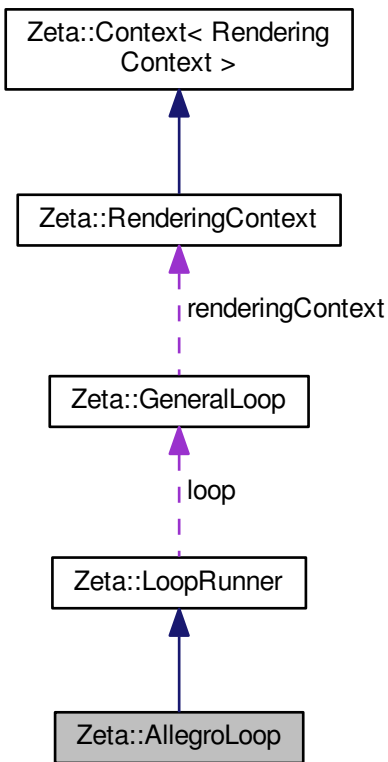 Zeta::Context< Rendering
Context >
Zeta::RenderingContext
renderingContext
Zeta::GeneralLoop
loop
Zeta::LoopRunner
Zeta::AllegroLoop